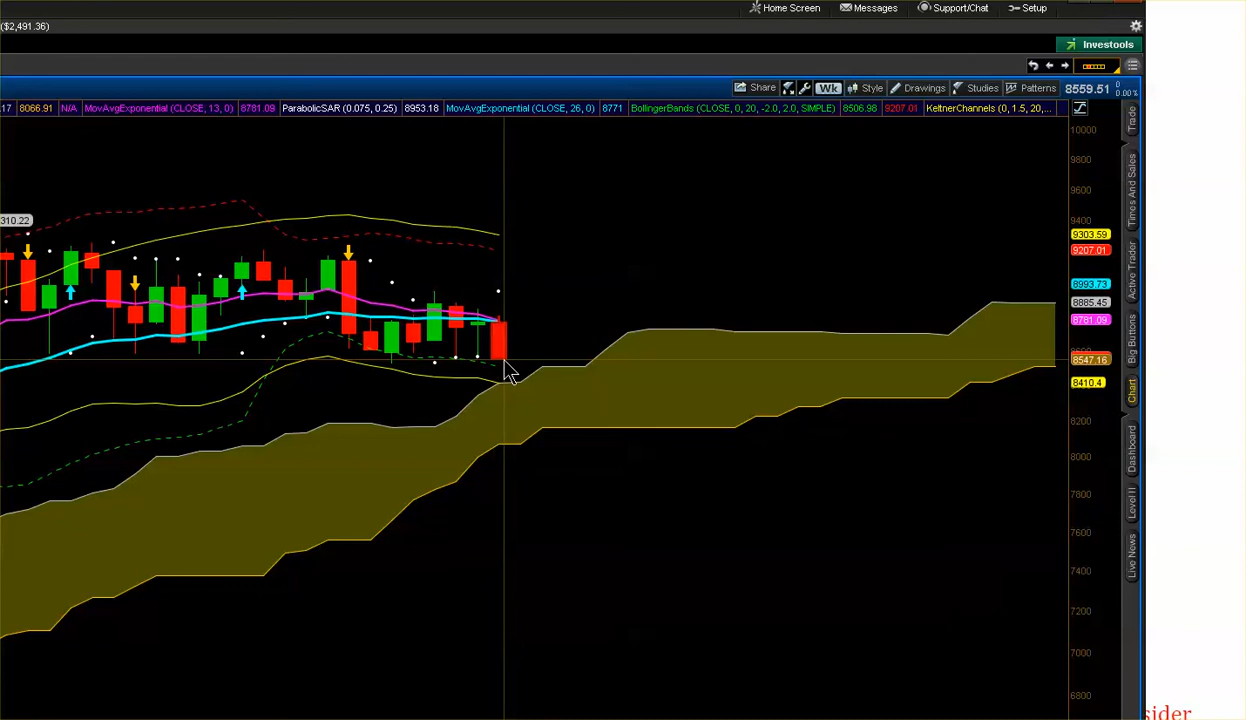 Home Screen Messages Support/Chat Setup
($2,491.36)
Investools
Share Wk Style Drawings Studies Patterns 8559.51 0
0.00%
.17 8066.91 N/A MovAvgExponential (CLOSE, 13, 0) 8781.09 ParabolicSAR (0.075, 0.25) 8953.18 MovAvgExponential (CLOSE, 26, 0) 8771 BollingerBands (CLOSE, 0, 20, -2.0, 2.0, SIMPLE) 8506.98 9207.01 KeltnerChannels (0, 1.5, 20,...
10000
9800
9600
9400
310.22
9303.59
9207.01
8993.73
8885.45
8781.09
8547.16
8410.4
8200
8000
7800
7600
7400
7200
7000
6800
Trade
Times And Sales
Active Trader
Big Buttons
Chart
Dashboard
Level II
Live News
sider